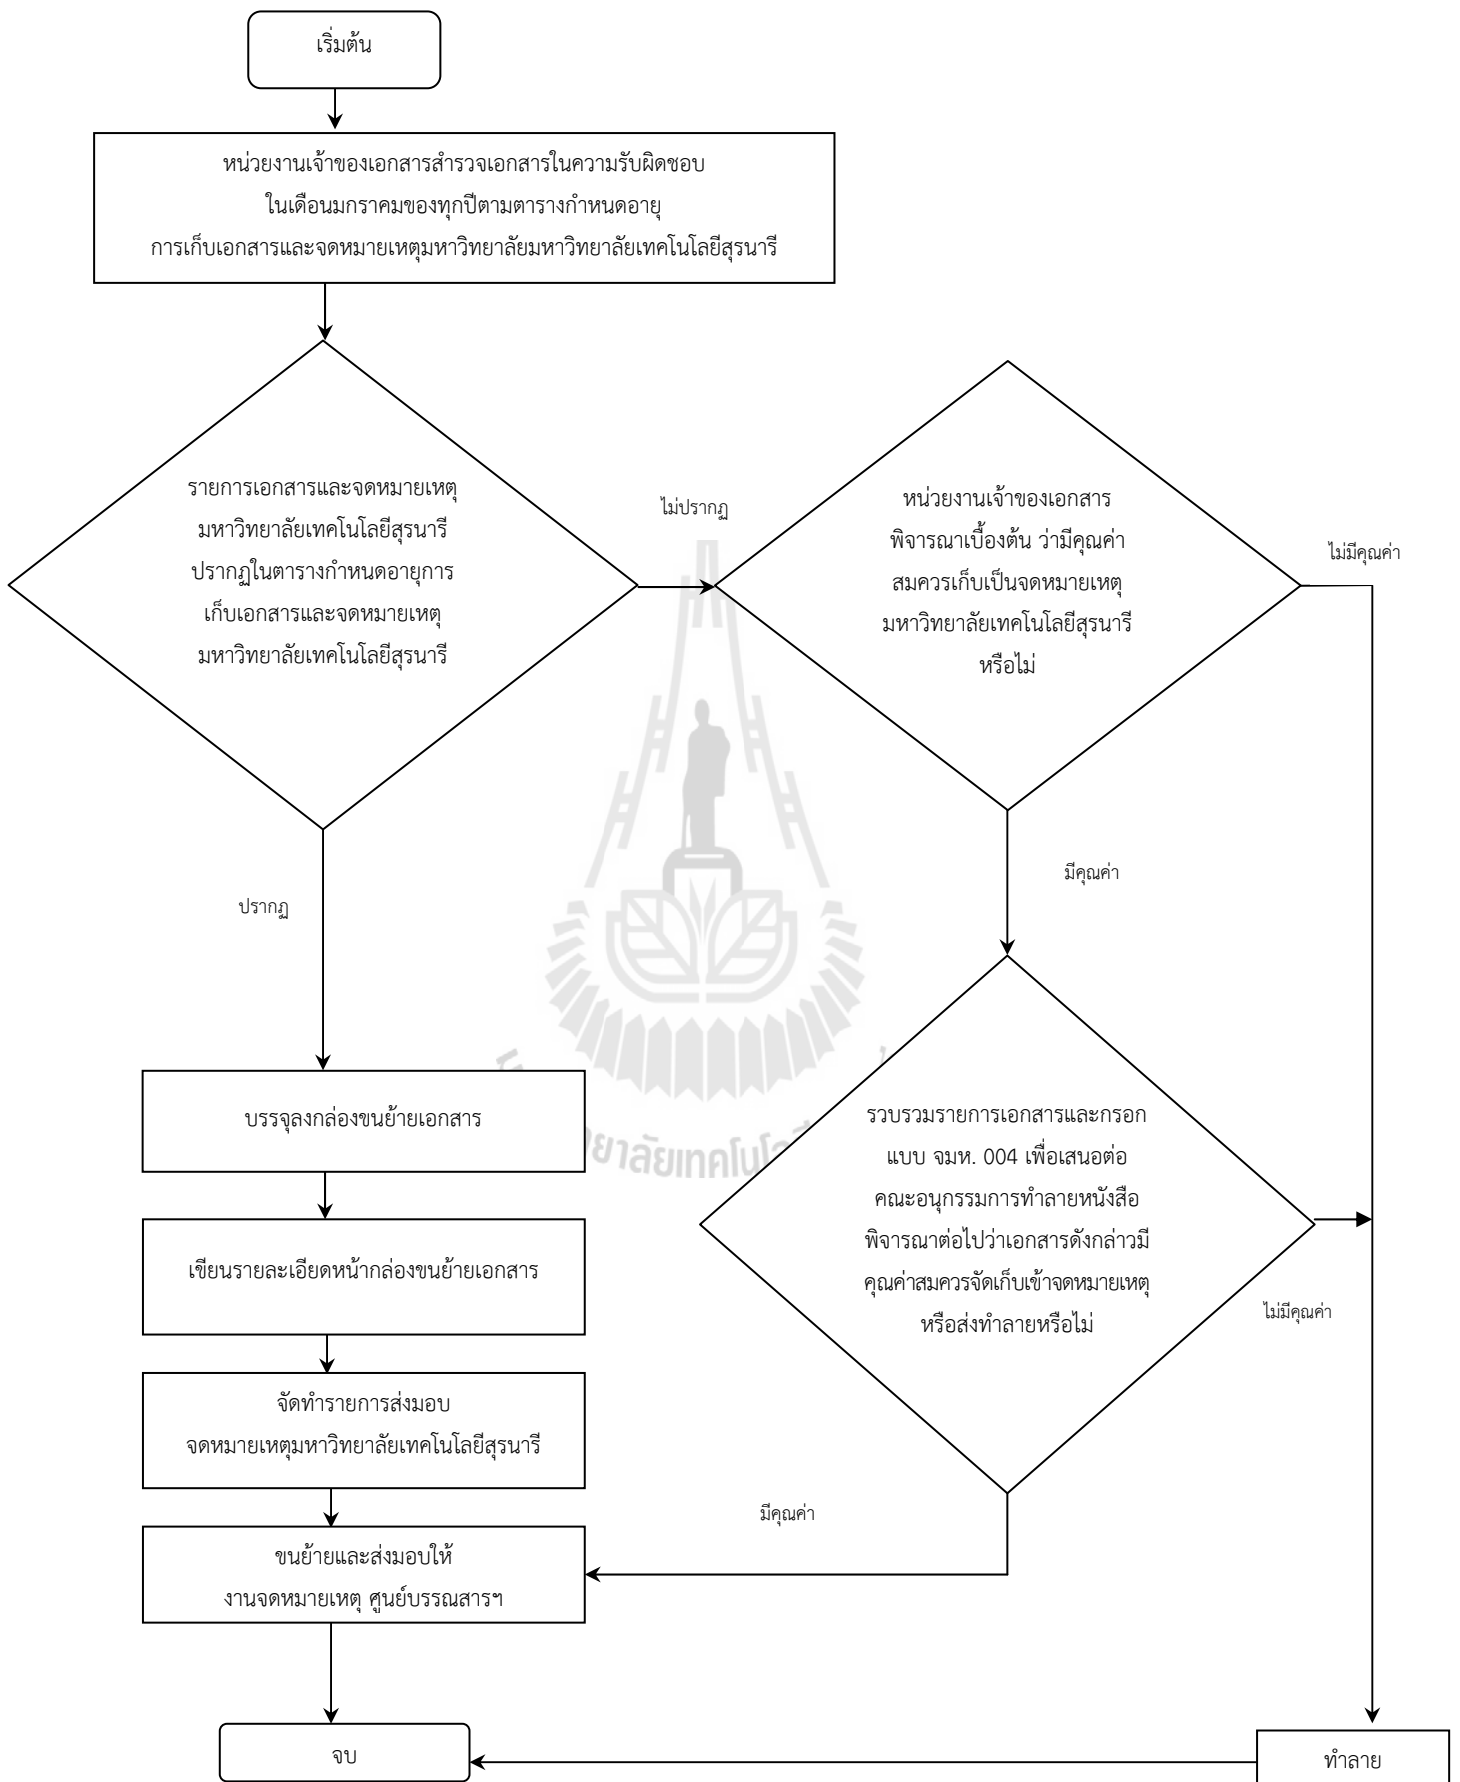 เริ่มต้น
หน่วยงานเจ้าของเอกสารสำรวจเอกสารในความรับผิดชอบ
ในเดือนมกราคมของทุกปีตามตารางกำหนดอายุ
การเก็บเอกสารและจดหมายเหตุมหาวิทยาลัยมหาวิทยาลัยเทคโนโลยีสุรนารี
รายการเอกสารและจดหมายเหตุ
มหาวิทยาลัยเทคโนโลยีสุรนารี
ปรากฏในตารางกำหนดอายุการ
เก็บเอกสารและจดหมายเหตุ
มหาวิทยาลัยเทคโนโลยีสุรนารี
ไม่ปรากฏ
หน่วยงานเจ้าของเอกสาร
พิจารณาเบื้องต้น ว่ามีคุณค่า
สมควรเก็บเป็นจดหมายเหตุ
มหาวิทยาลัยเทคโนโลยีสุรนารี
หรือไม่
ไม่มีคุณค่า
มีคุณค่า
ปรากฏ
บรรจุลงกล่องขนย้ายเอกสาร
เขียนรายละเอียดหน้ากล่องขนย้ายเอกสาร
จัดทำรายการส่งมอบ
จดหมายเหตุมหาวิทยาลัยเทคโนโลยีสุรนารี
รวบรวมรายการเอกสารและกรอก
แบบ จมห. 004 เพื่อเสนอต่อ
คณะอนุกรรมการทำลายหนังสือ
พิจารณาต่อไปว่าเอกสารดังกล่าวมี
คุณค่าสมควรจัดเก็บเข้าจดหมายเหตุ
หรือส่งทำลายหรือไม่
ไม่มีคุณค่า
มีคุณค่า
ขนย้ายและส่งมอบให้
งานจดหมายเหตุ ศูนย์บรรณสารฯ
จบ
ทำลาย